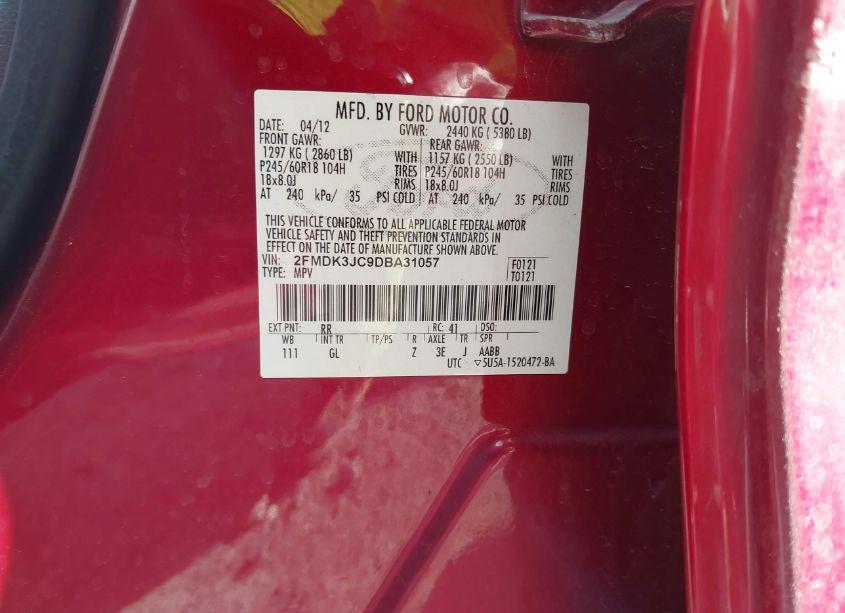 MFD. BY FORD MOTOR CO.
DATE: 04/12 GVWR: 2440 KG ( 5380 LB)
FRONT GAWR: REAR GAWR:
1297 KG ( 2860 LB) WITH 1157 KG ( 2550 LB) WITH
P245/60R18 104H TIRES P245/60R18 104H TIRES
18x8.0J RIMS 18x8.0J RIMS
AT 240 kPa/ 35 PSI COLD AT 240 kPa/ 35 PSI COLD
THIS VEHICLE CONFORMS TO ALL APPLICABLE FEDERAL MOTOR
VEHICLE SAFETY AND THEFT PREVENTION STANDARDS IN
EFFECT ON THE DATE OF MANUFACTURE SHOWN ABOVE.
VIN: 2FMDK3JC9DBA31057 F0121
TYPE: MPV T0121
EXT PNT: RR RC: 41 DSO:
WB INT TR TP/PS R AXLE TR SPR
111 GL Z 3E J AABB
UTC ▽5U5A-1520472-BA